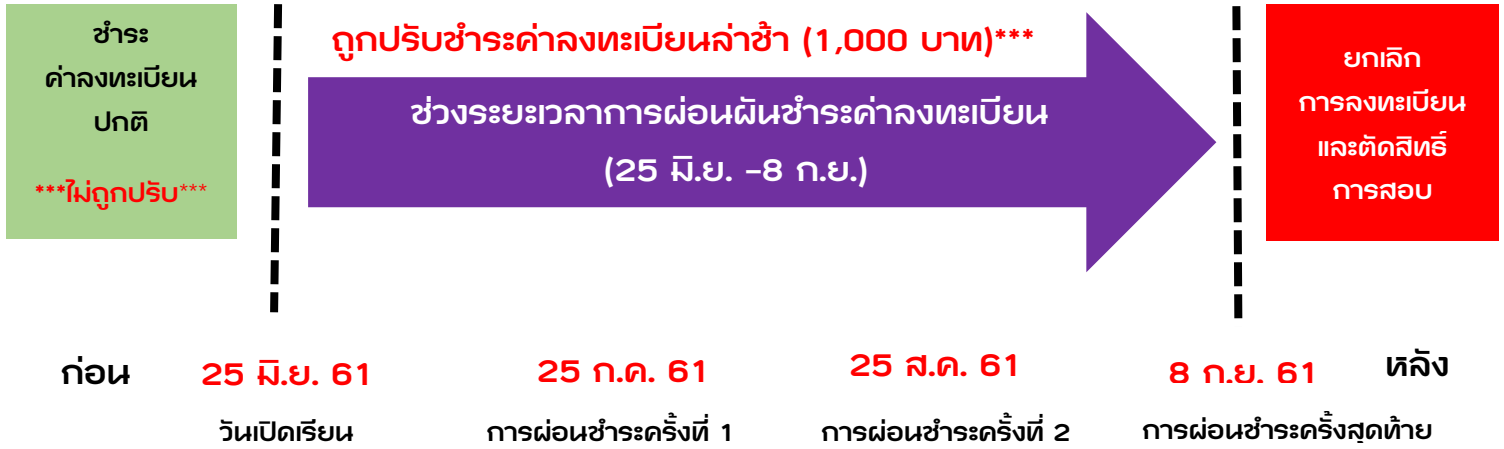 ชำระ
ค่าลงทะเบียน
ปกติ
***ไม่ถูกปรับ***
ถูกปรับชำระค่าลงทะเบียนล่าช้า (1,000 บาท)***
ช่วงระยะเวลาการผ่อนผันชำระค่าลงทะเบียน
(25 มิ.ย. -8 ก.ย.)
ยกเลิก
การลงทะเบียน
และตัดสิทธิ์
การสอบ
ก่อน
25 มิ.ย. 61
25 ก.ค. 61
25 ส.ค. 61
8 ก.ย. 61
หลัง
วันเปิดเรียน
การผ่อนชำระครั้งที่ 1
การผ่อนชำระครั้งที่ 2
การผ่อนชำระครั้งสุดท้าย